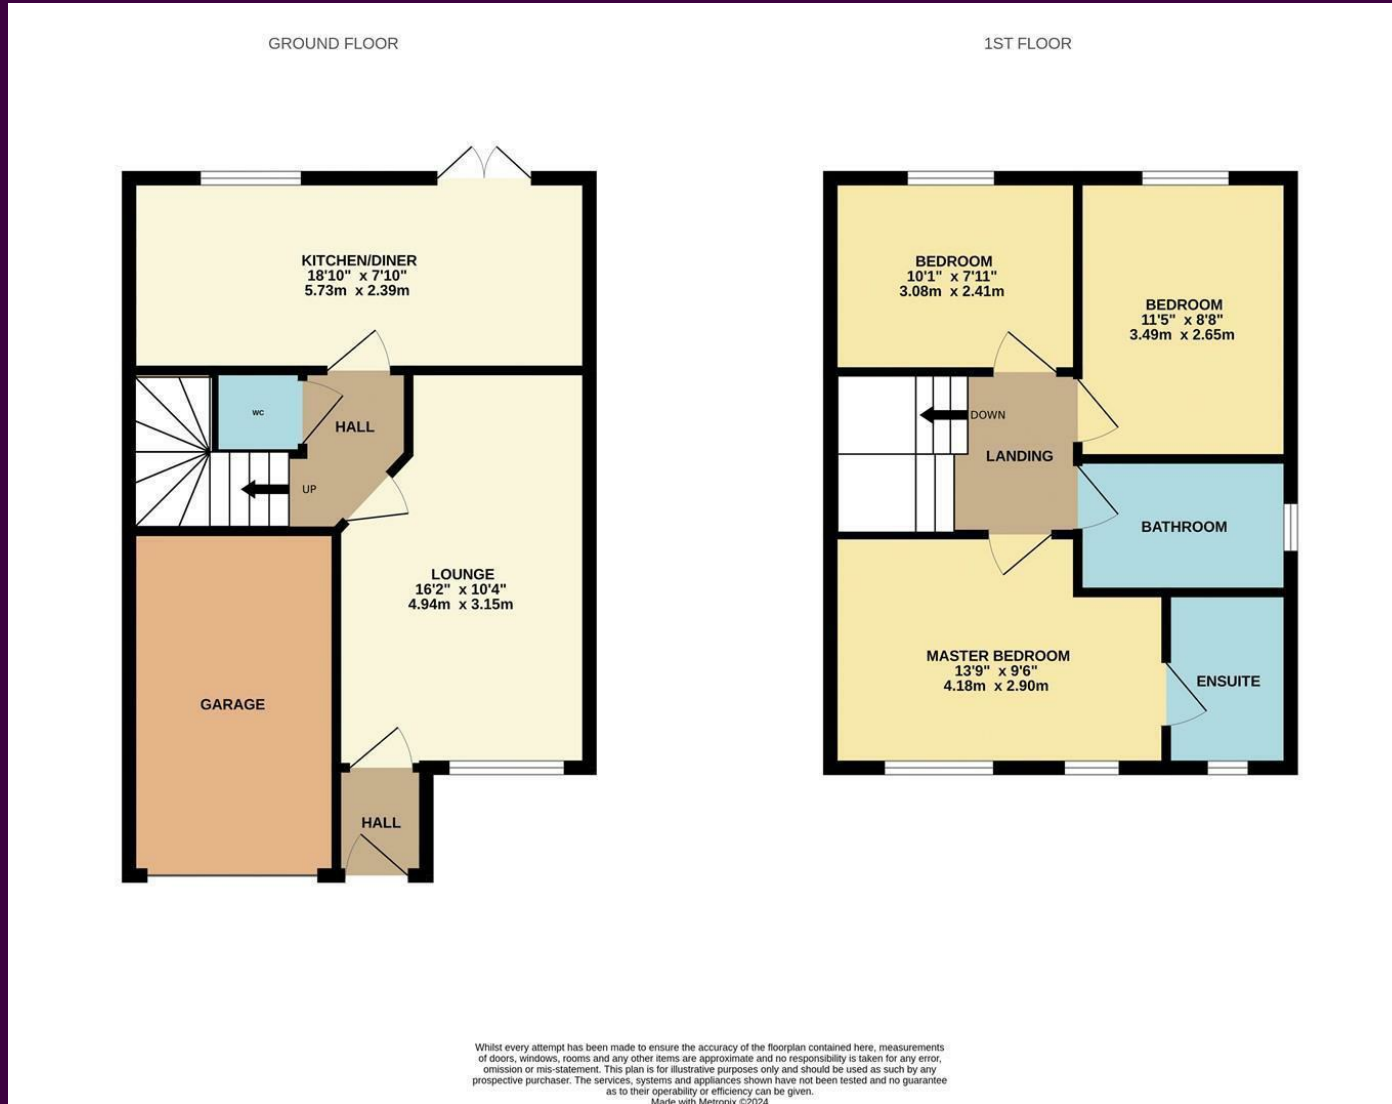 GROUND FLOOR
KITCHEN/DINER
18'10" x 7'10"
5.73m x 2.39m
WC
HALL
UP
LOUNGE
16'2" x 10'4"
4.94m x 3.15m
GARAGE
HALL
1ST FLOOR
BEDROOM
10'1" x 7'11"
3.08m x 2.41m
BEDROOM
11'5" x 8'8"
3.49m x 2.65m
DOWN
LANDING
BATHROOM
MASTER BEDROOM
13'9" x 9'6"
4.18m x 2.90m
ENSUITE
Whilst every attempt has been made to ensure the accuracy of the floorplan contained here, measurements
of doors, windows, rooms and any other items are approximate and no responsibility is taken for any error,
omission or mis-statement. This plan is for illustrative purposes only and should be used as such by any
prospective purchaser. The services, systems and appliances shown have not been tested and no guarantee
as to their operability or efficiency can be given.
Made with Metropix ©2024